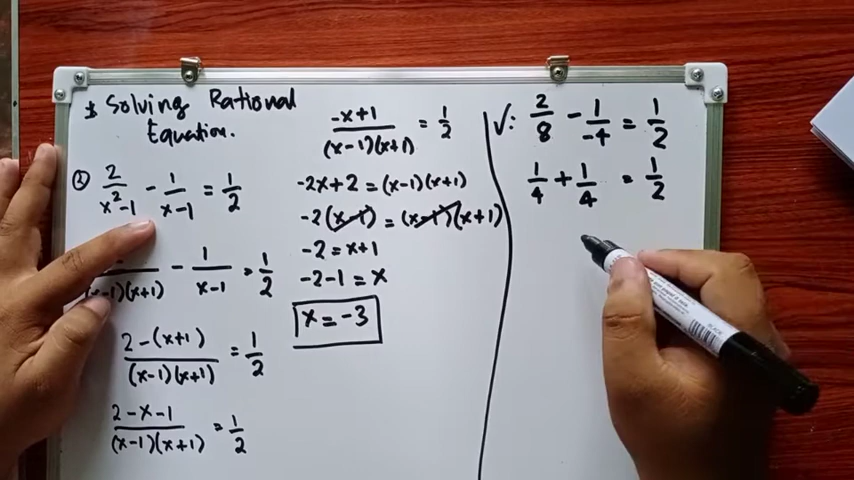 * Solving Rational
Equation.
② 2/(x²-1) - 1/(x-1) = 1/2
/(x-1)(x+1) - 1/(x-1) = 1/2
2-(x+1)/(x-1)(x+1) = 1/2
2-x-1/(x-1)(x+1) = 1/2
-x+1/(x-1)(x+1) = 1/2
-2x+2 = (x-1)(x+1)
-2(x-1) = (x-1)(x+1)
-2 = x+1
-2-1 = x
x = -3
√: 2/8 - 1/-4 = 1/2
1/4 + 1/4 = 1/2